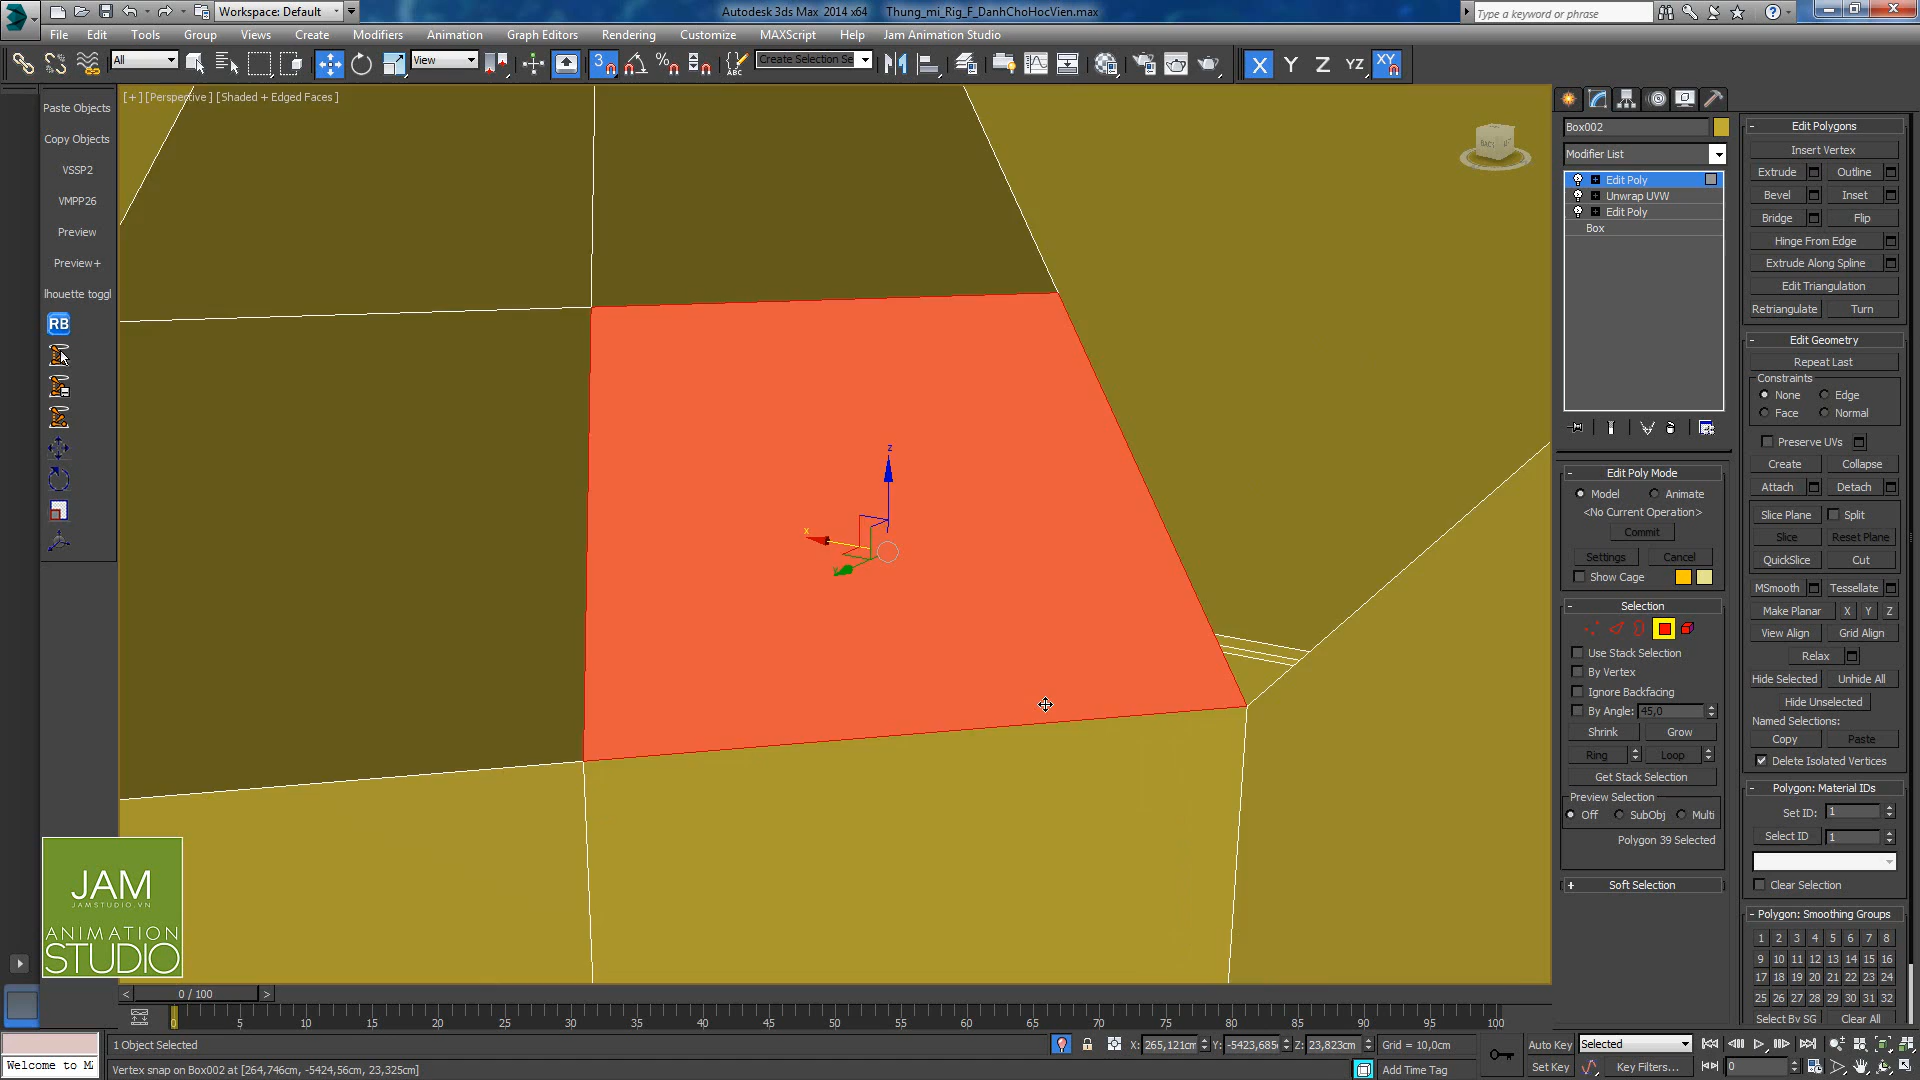 Workspace: Default
Autodesk 3ds Max 2014 x64
Thung_mi_Rig_F_DanhChoHocVien.max
Type a keyword or phrase
File
Edit
Tools
Group
Views
Create
Modifiers
Animation
Graph Editors
Rendering
Customize
MAXScript
Help
Jam Animation Studio
All
View
3
Create Selection Se
X
Y
Z
YZ
XY
Paste Objects
Copy Objects
VSSP2
VMPP26
Preview
Preview+
lhouette toggl
RB
[+] [Perspective] [Shaded + Edged Faces]
BACK
z
x
y
Box002
Modifier List
Edit Poly
Unwrap UVW
Edit Poly
Box
Edit Poly Mode
Model
Animate
<No Current Operation>
Commit
Settings
Cancel
Show Cage
Selection
Use Stack Selection
By Vertex
Ignore Backfacing
By Angle: 45,0
Shrink
Grow
Ring
Loop
Get Stack Selection
Preview Selection
Off
SubObj
Multi
Polygon 39 Selected
Soft Selection
Edit Polygons
Insert Vertex
Extrude
Outline
Bevel
Inset
Bridge
Flip
Hinge From Edge
Extrude Along Spline
Edit Triangulation
Retriangulate
Turn
Edit Geometry
Repeat Last
Constraints
None
Edge
Face
Normal
Preserve UVs
Create
Collapse
Attach
Detach
Slice Plane
Split
Slice
Reset Plane
QuickSlice
Cut
MSmooth
Tessellate
Make Planar
X
Y
Z
View Align
Grid Align
Relax
Hide Selected
Unhide All
Hide Unselected
Named Selections:
Copy
Paste
Delete Isolated Vertices
Polygon: Material IDs
Set ID: 1
Select ID 1
Clear Selection
Polygon: Smoothing Groups
1 2 3 4 5 6 7 8
9 10 11 12 13 14 15 16
17 18 19 20 21 22 23 24
25 26 27 28 29 30 31 32
Select By SG
Clear All
JAM
JAMSTUDIO.VN
ANIMATION
STUDIO
< 0 / 100 >
0 5 10 15 20 25 30 35 40 45 50 55 60 65 70 75 80 85 90 95 100
1 Object Selected
X: 265,121cm
Y: -5423,685
Z: 23,823cm
Grid = 10,0cm
Auto Key
Selected
Welcome to M
Vertex snap on Box002 at [264,746cm, -5424,56cm, 23,325cm]
Add Time Tag
Set Key
Key Filters...
0